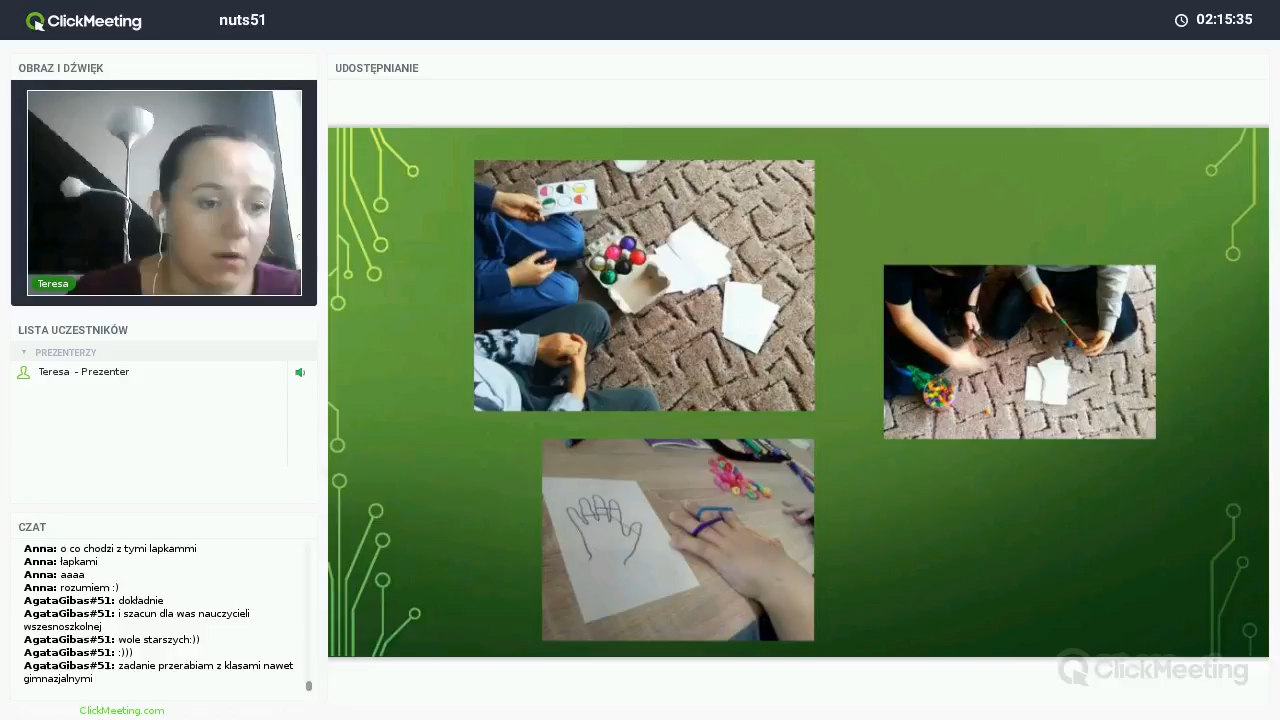 ClickMeeting
nuts51
02:15:35
OBRAZ I DŹWIĘK
UDOSTĘPNIANIE
Teresa
LISTA UCZESTNIKÓW
PREZENTERZY
Teresa - Prezenter
CZAT
Anna: o co chodzi z tymi lapkammi
Anna: łapkami
Anna: aaaa
Anna: rozumiem :)
AgataGibas#51: dokładnie
AgataGibas#51: i szacun dla was nauczycieli
wszesnoszkolnej
AgataGibas#51: wole starszych:))
AgataGibas#51: :)))
AgataGibas#51: zadanie przerabiam z klasami nawet
gimnazjalnymi
ClickMeeting
ClickMeeting.com